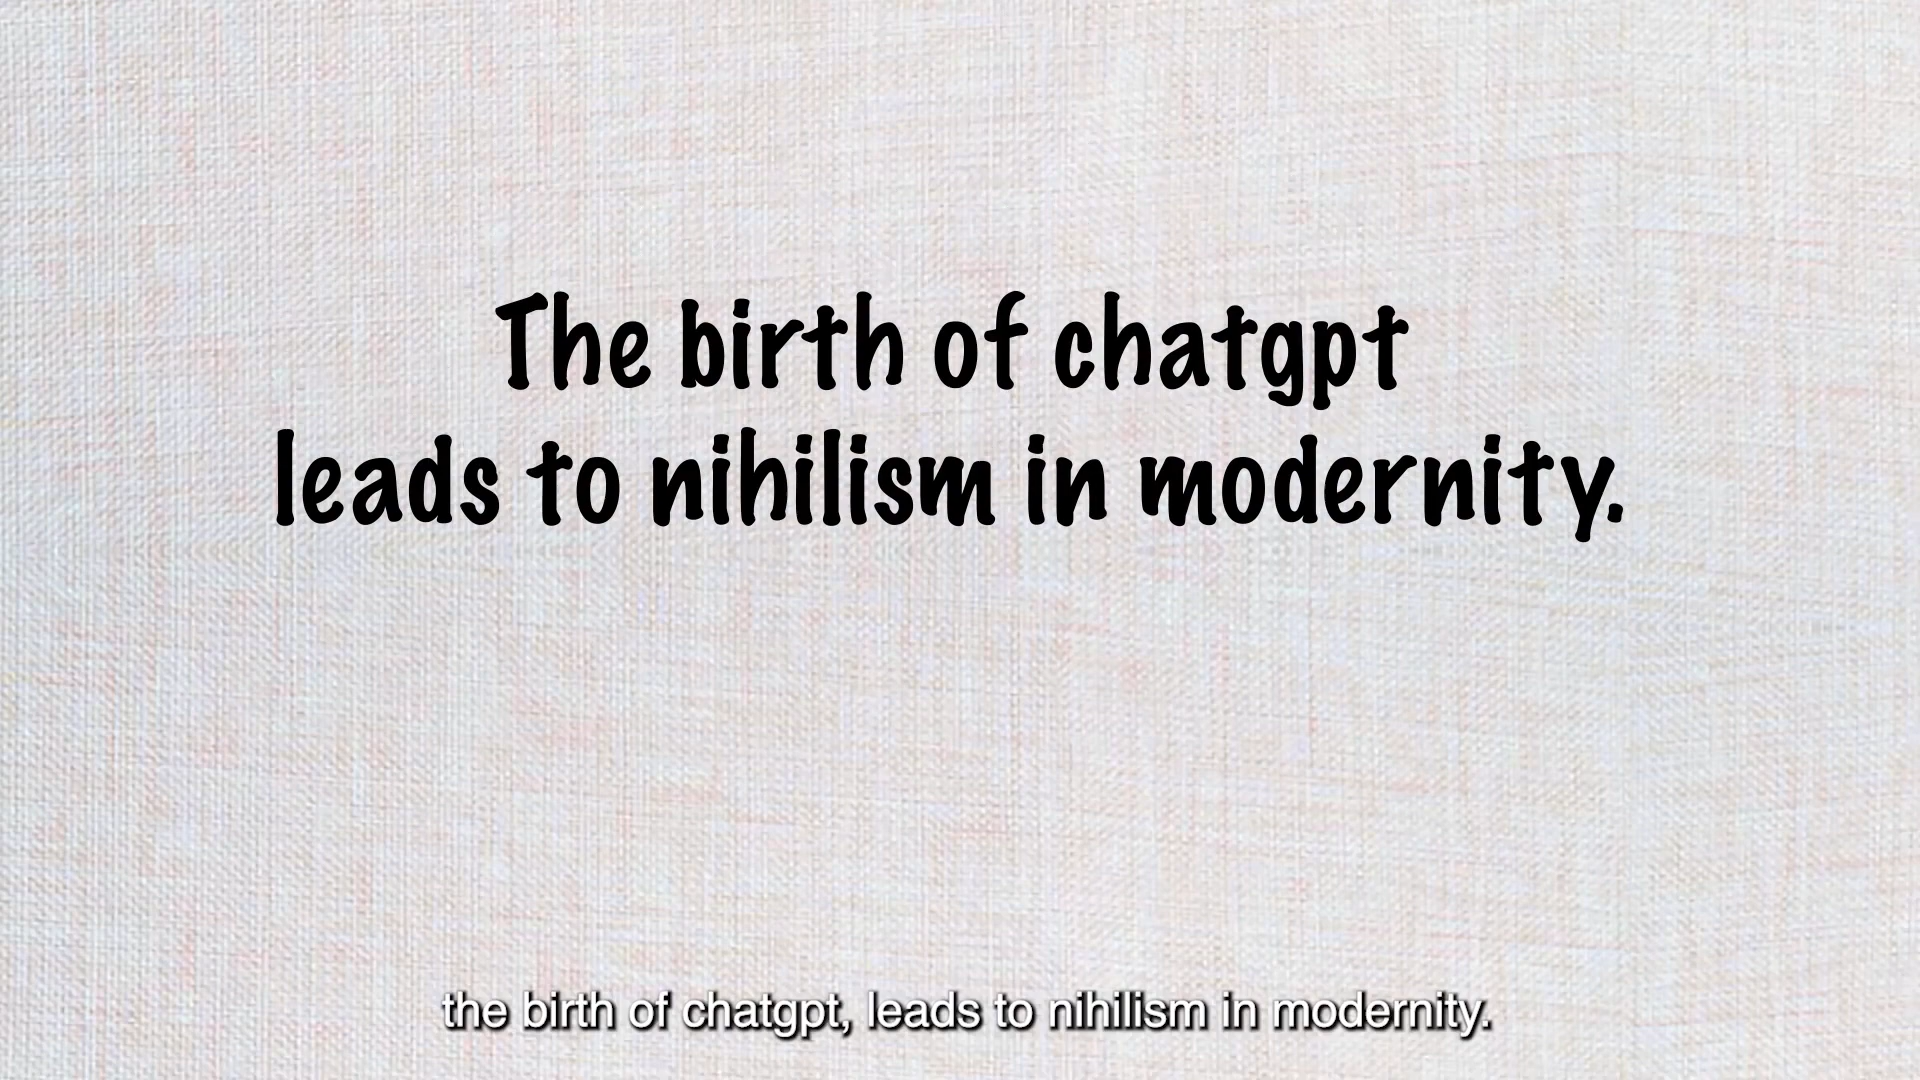 The birth of chatgpt
leads to nihilism in modernity.
the birth of chatgpt, leads to nihilism in modernity.